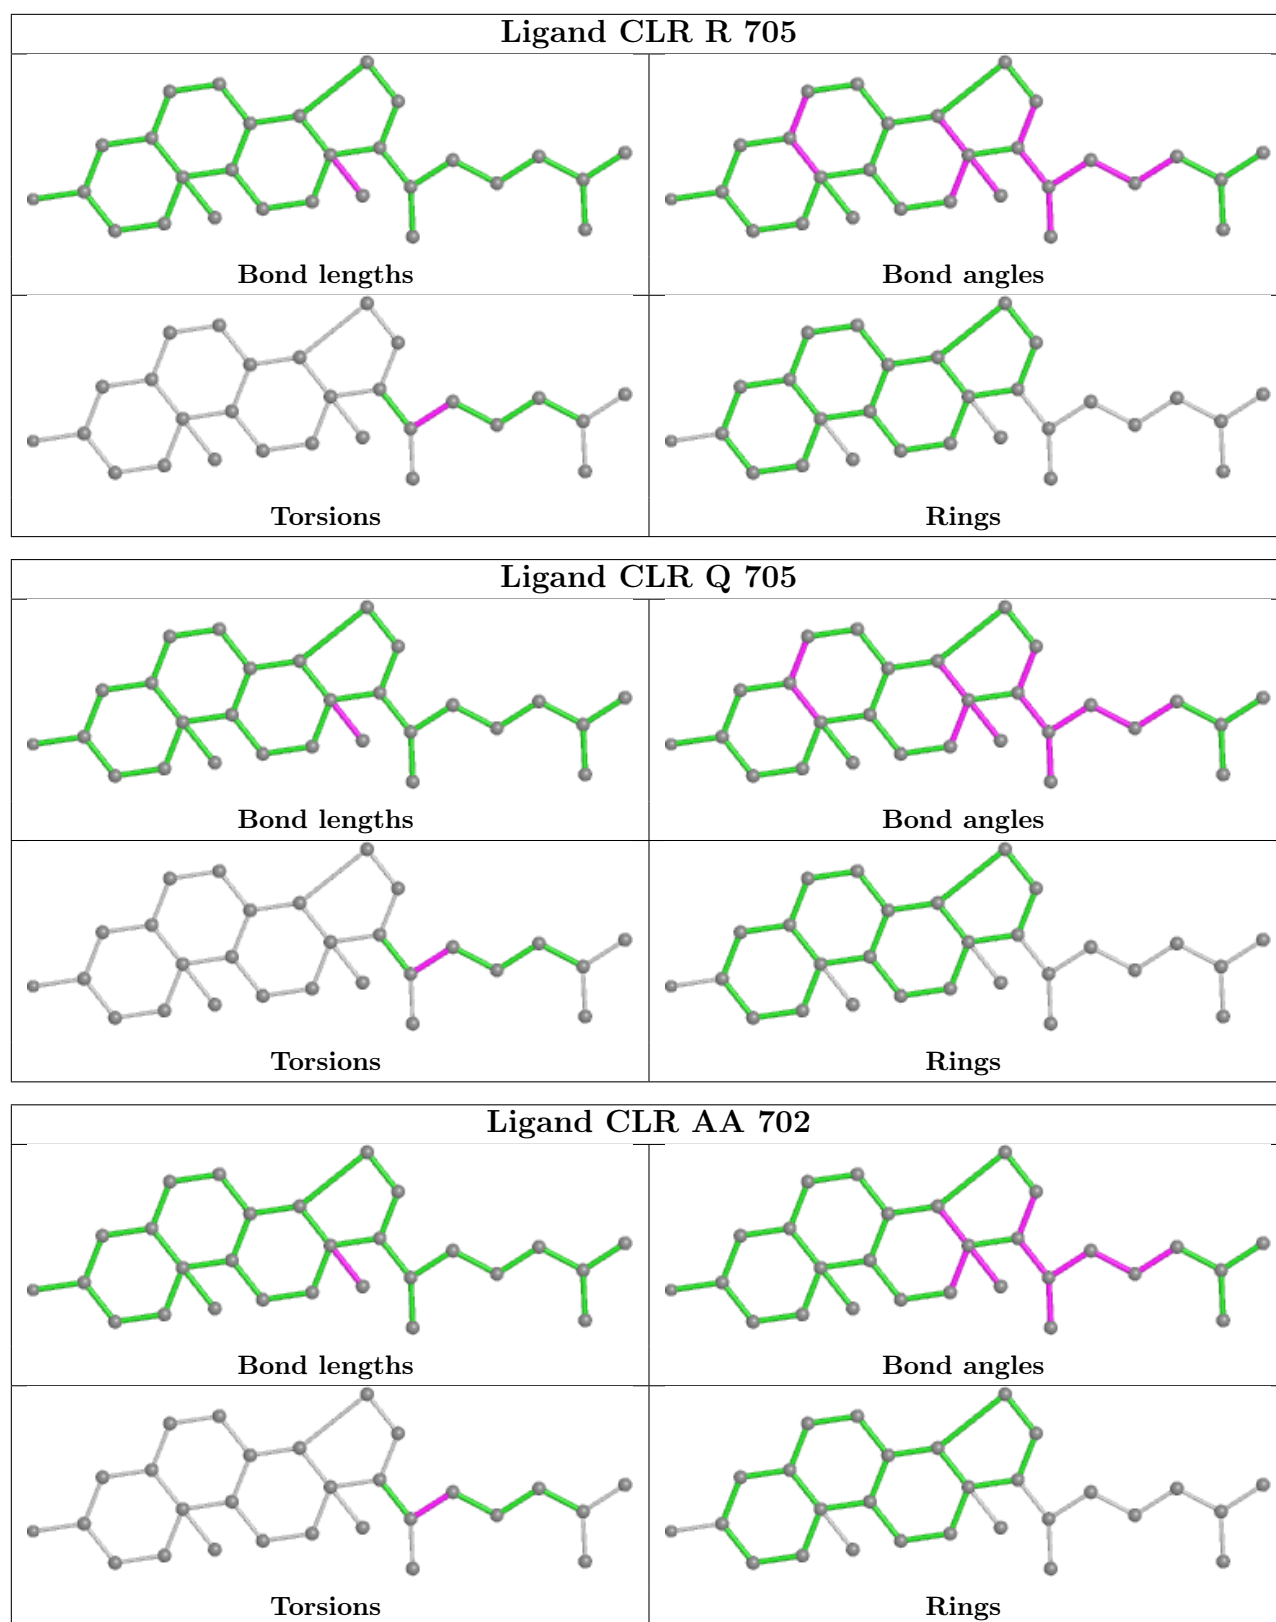 Ligand CLR R 705
Bond lengths
Bond angles
Torsions
Rings
Ligand CLR Q 705
Bond lengths
Bond angles
Torsions
Rings
Ligand CLR AA 702
Bond lengths
Bond angles
Torsions
Rings